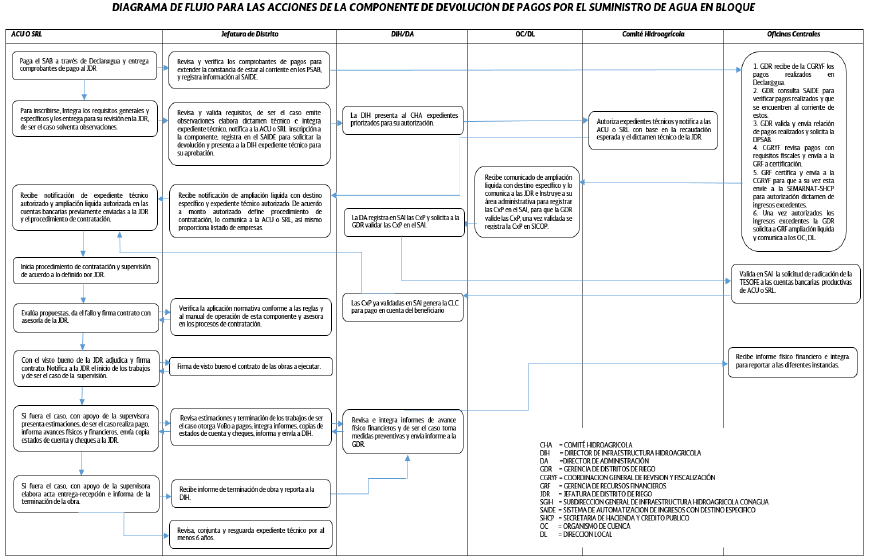 DIAGRAMA DE FLUJO PARA LAS ACCIONES DE LA COMPONENTE DE DEVOLUCION DE PAGOS POR EL SUMINISTRO DE AGUA EN BLOQUE
ACU O SRL
Jefatura de Distrito
DIH/DA
OC/DL
Comité Hidroagrícola
Oficinas Centrales
Paga el SAB a través de Declaragua y entrega
comprobantes de pago al JDR.
Revisa y verifica los comprobantes de pagos para
extender la constancia de estar al corriente en los PSAB,
y registra información al SAIDE.
1. GDR recibe de la CGRYF los
pagos realizados en
Declaragua.
2. GDR consulta SAIDE para
verificar pagos realizados y que
se encuentren al corriente de
estos.
3. GDR valida y envía relación
de pagos realizados y solicita la
DPSAB.
4. CGRYF revisa pagos con
requisitos fiscales y envía a la
GRF a certificación.
5. GRF certifica y envía a la
CGRYF para que a su vez esta
envíe a la SEMARNAT-SHCP
para autorización dictamen de
ingresos excedentes.
6. Una vez autorizados los
ingresos excedentes la GDR
solicita a GRF ampliación liquida
y comunica a los OC, DL.
Para inscribirse, Integra los requisitos generales y
específicos y los entrega para su revisión en la JDR,
de ser el caso solventa observaciones.
Revisa y valida requisitos, de ser el caso emite
observaciones elabora dictamen técnico e integra
expediente técnico, notifica a la ACU o SRL inscripción a
la componente, registra en el SAIDE para solicitar la
devolución y presenta a la DIH expediente técnico para
su aprobación.
La DIH presenta al CHA expedientes
priorizados para su autorización.
Autoriza expedientes técnicos y notifica a las
ACU o SRL con base en la recaudación
esperada y el dictamen técnico de la JDR.
Recibe comunicado de ampliación
liquida con destino específico y lo
comunica a las JDR e Instruye a su
área administrativa para registrar
las CxP en el SAI, para que la GDR
valide las CxP, una vez validada se
registra la CxP en SICOP.
Recibe notificación de expediente técnico
autorizado y ampliación liquida autorizada en las
cuentas bancarias previamente enviadas a la JDR
y el procedimiento de contratación.
Recibe notificación de ampliación liquida con destino
específico y expediente técnico autorizado. De acuerdo
a monto autorizado define procedimiento de
contratación, lo comunica a la ACU o SRL, así mismo
proporciona listado de empresas.
La DA registra en SAI las CxP y solicita a la
GDR validar las CxP en el SAI.
Inicia procedimiento de contratación y supervisión
de acuerdo a lo definido por JDR.
Valida en SAI la solicitud de radicación de la
TESOFE a las cuentas bancarias productivas
de ACU o SRL.
Evalúa propuestas, da el fallo y firma contrato con
asesoría de la JDR.
Verifica la aplicación normativa conforme a las reglas y
al manual de operación de esta componente y asesora
en los procesos de contratación.
Las CxP ya validadas en SAI genera la CLC
para pago en cuenta del beneficiario
Con el visto bueno de la JDR adjudica y firma
contrato. Notifica a la JDR el inicio de los trabajos
y de ser el caso de la supervisión.
Firma de visto bueno el contrato de las obras a ejecutar.
Recibe informe físico financiero e integra
para reportar a las diferentes instancias.
Si fuera el caso, con apoyo de la supervisora
presenta estimaciones, de ser el caso realiza pago,
informa avances físicos y financieros, envía copia
estados de cuenta y cheques a la JDR.
Revisa estimaciones y terminación de los trabajos de ser
el caso otorga VoBo a pagos, integra informes, copias de
estados de cuenta y cheques, informa y envía a DIH.
Revisa e integra informes de avance
físico financieros y de ser el caso toma
medidas preventivas y envía informe a la
GDR.
Si fuera el caso, con apoyo de la supervisora
elabora acta entrega-recepción e informa de la
terminación de la obra.
Recibe informe de terminación de obra y reporta a la
DIH.
Revisa, conjunta y resguarda expediente técnico por al
menos 6 años.
CHA = COMITÉ HIDROAGRICOLA
DIH = DIRECTOR DE INFRAESTRUCTURA HIDROAGRICOLA
DA =DIRECTOR DE ADMINISTRACIÓN
GDR = GERENCIA DE DISTRITOS DE RIEGO
CGRYF = COORDINACION GENERAL DE REVISION Y FISCALIZACIÓN
GRF = GERENCIA DE RECURSOS FINANCIEROS
JDR = JEFATURA DE DISTRITO DE RIEGO
SGIH = SUBDIRECCION GENERAL DE INFRAESTRUCTURA HIDROAGRICOLA CONAGUA
SAIDE = SISTEMA DE AUTOMATIZACION DE INGRESOS CON DESTINO ESPECIFICO
SHCP = SECRETARIA DE HACIENDA Y CREDITO PUBLICO
OC = ORGANISMO DE CUENCA
DL = DIRECCION LOCAL